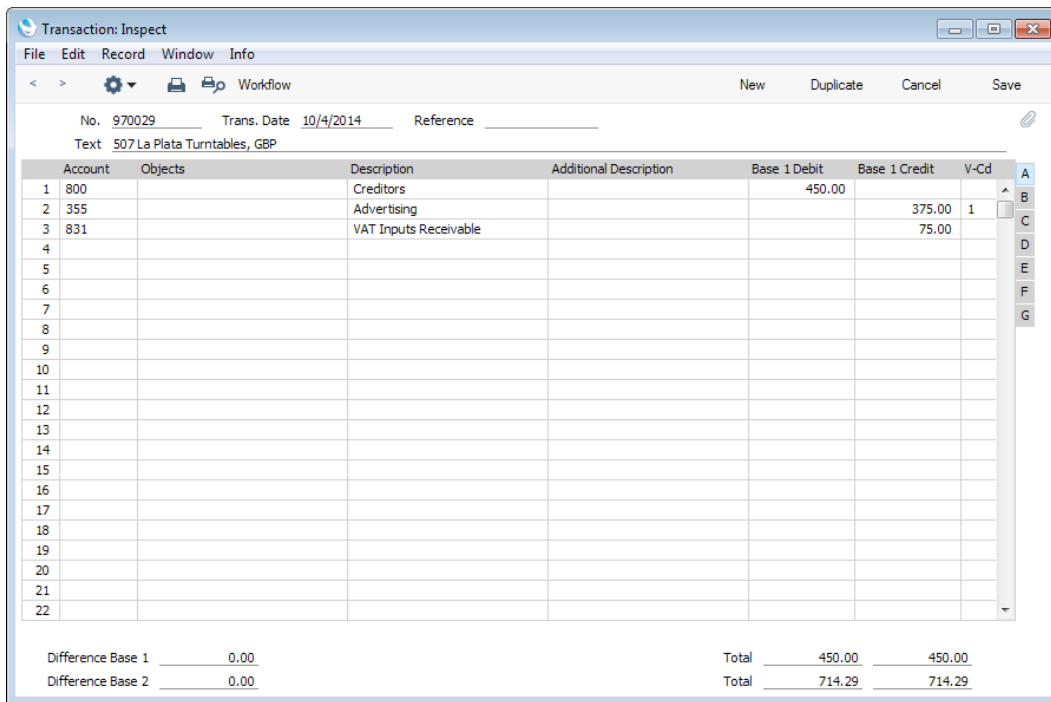 Transaction: Inspect
File Edit Record Window Info
< > Workflow New Duplicate Cancel Save
No. 970029 Trans. Date 10/4/2014 Reference
Text 507 La Plata Turntables, GBP
Account Objects Description Additional Description Base 1 Debit Base 1 Credit V-Cd A
1 800 Creditors 450.00
B
2 355 Advertising 375.00 1
C
3 831 VAT Inputs Receivable 75.00
4 D
5
E
6
F
7
G
8
9
10
11
12
13
14
15
16
17
18
19
20
21
22
Difference Base 1 0.00 Total 450.00 450.00
Difference Base 2 0.00 Total 714.29 714.29